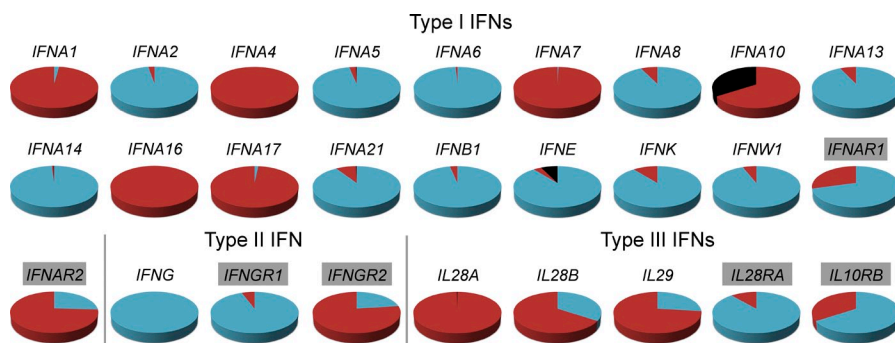 Type I IFNs
IFNA1 IFNA2 IFNA4 IFNA5 IFNA6 IFNA7 IFNA8 IFNA10 IFNA13
IFNA14 IFNA16 IFNA17 IFNA21 IFNB1 IFNE IFNK IFNW1 IFNAR1
Type II IFN Type III IFNs
IFNAR2 IFNG IFNGR1 IFNGR2 IL28A IL28B IL29 IL28RA IL10RB